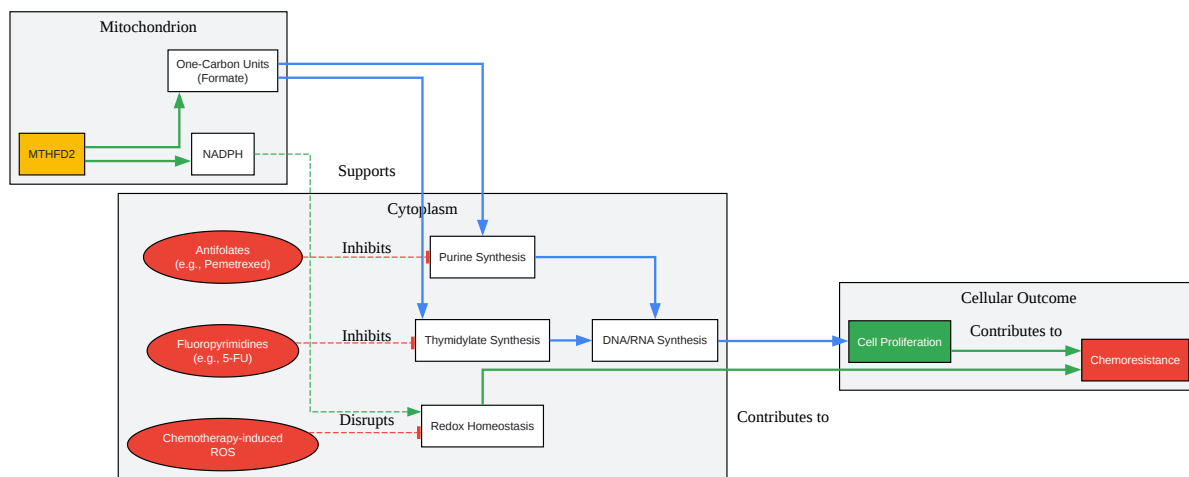 Mitochondrion
One-Carbon Units
(Formate)
MTHFD2
NADPH
Supports
Cytoplasm
Antifolates
(e.g., Pemetrexed)
Inhibits
Purine Synthesis
Cellular Outcome
Fluoropyrimidines
(e.g., 5-FU)
Inhibits
Thymidylate Synthesis
DNA/RNA Synthesis
Cell Proliferation
Contributes to
Chemoresistance
Chemotherapy-induced
ROS
Disrupts
Redox Homeostasis
Contributes to